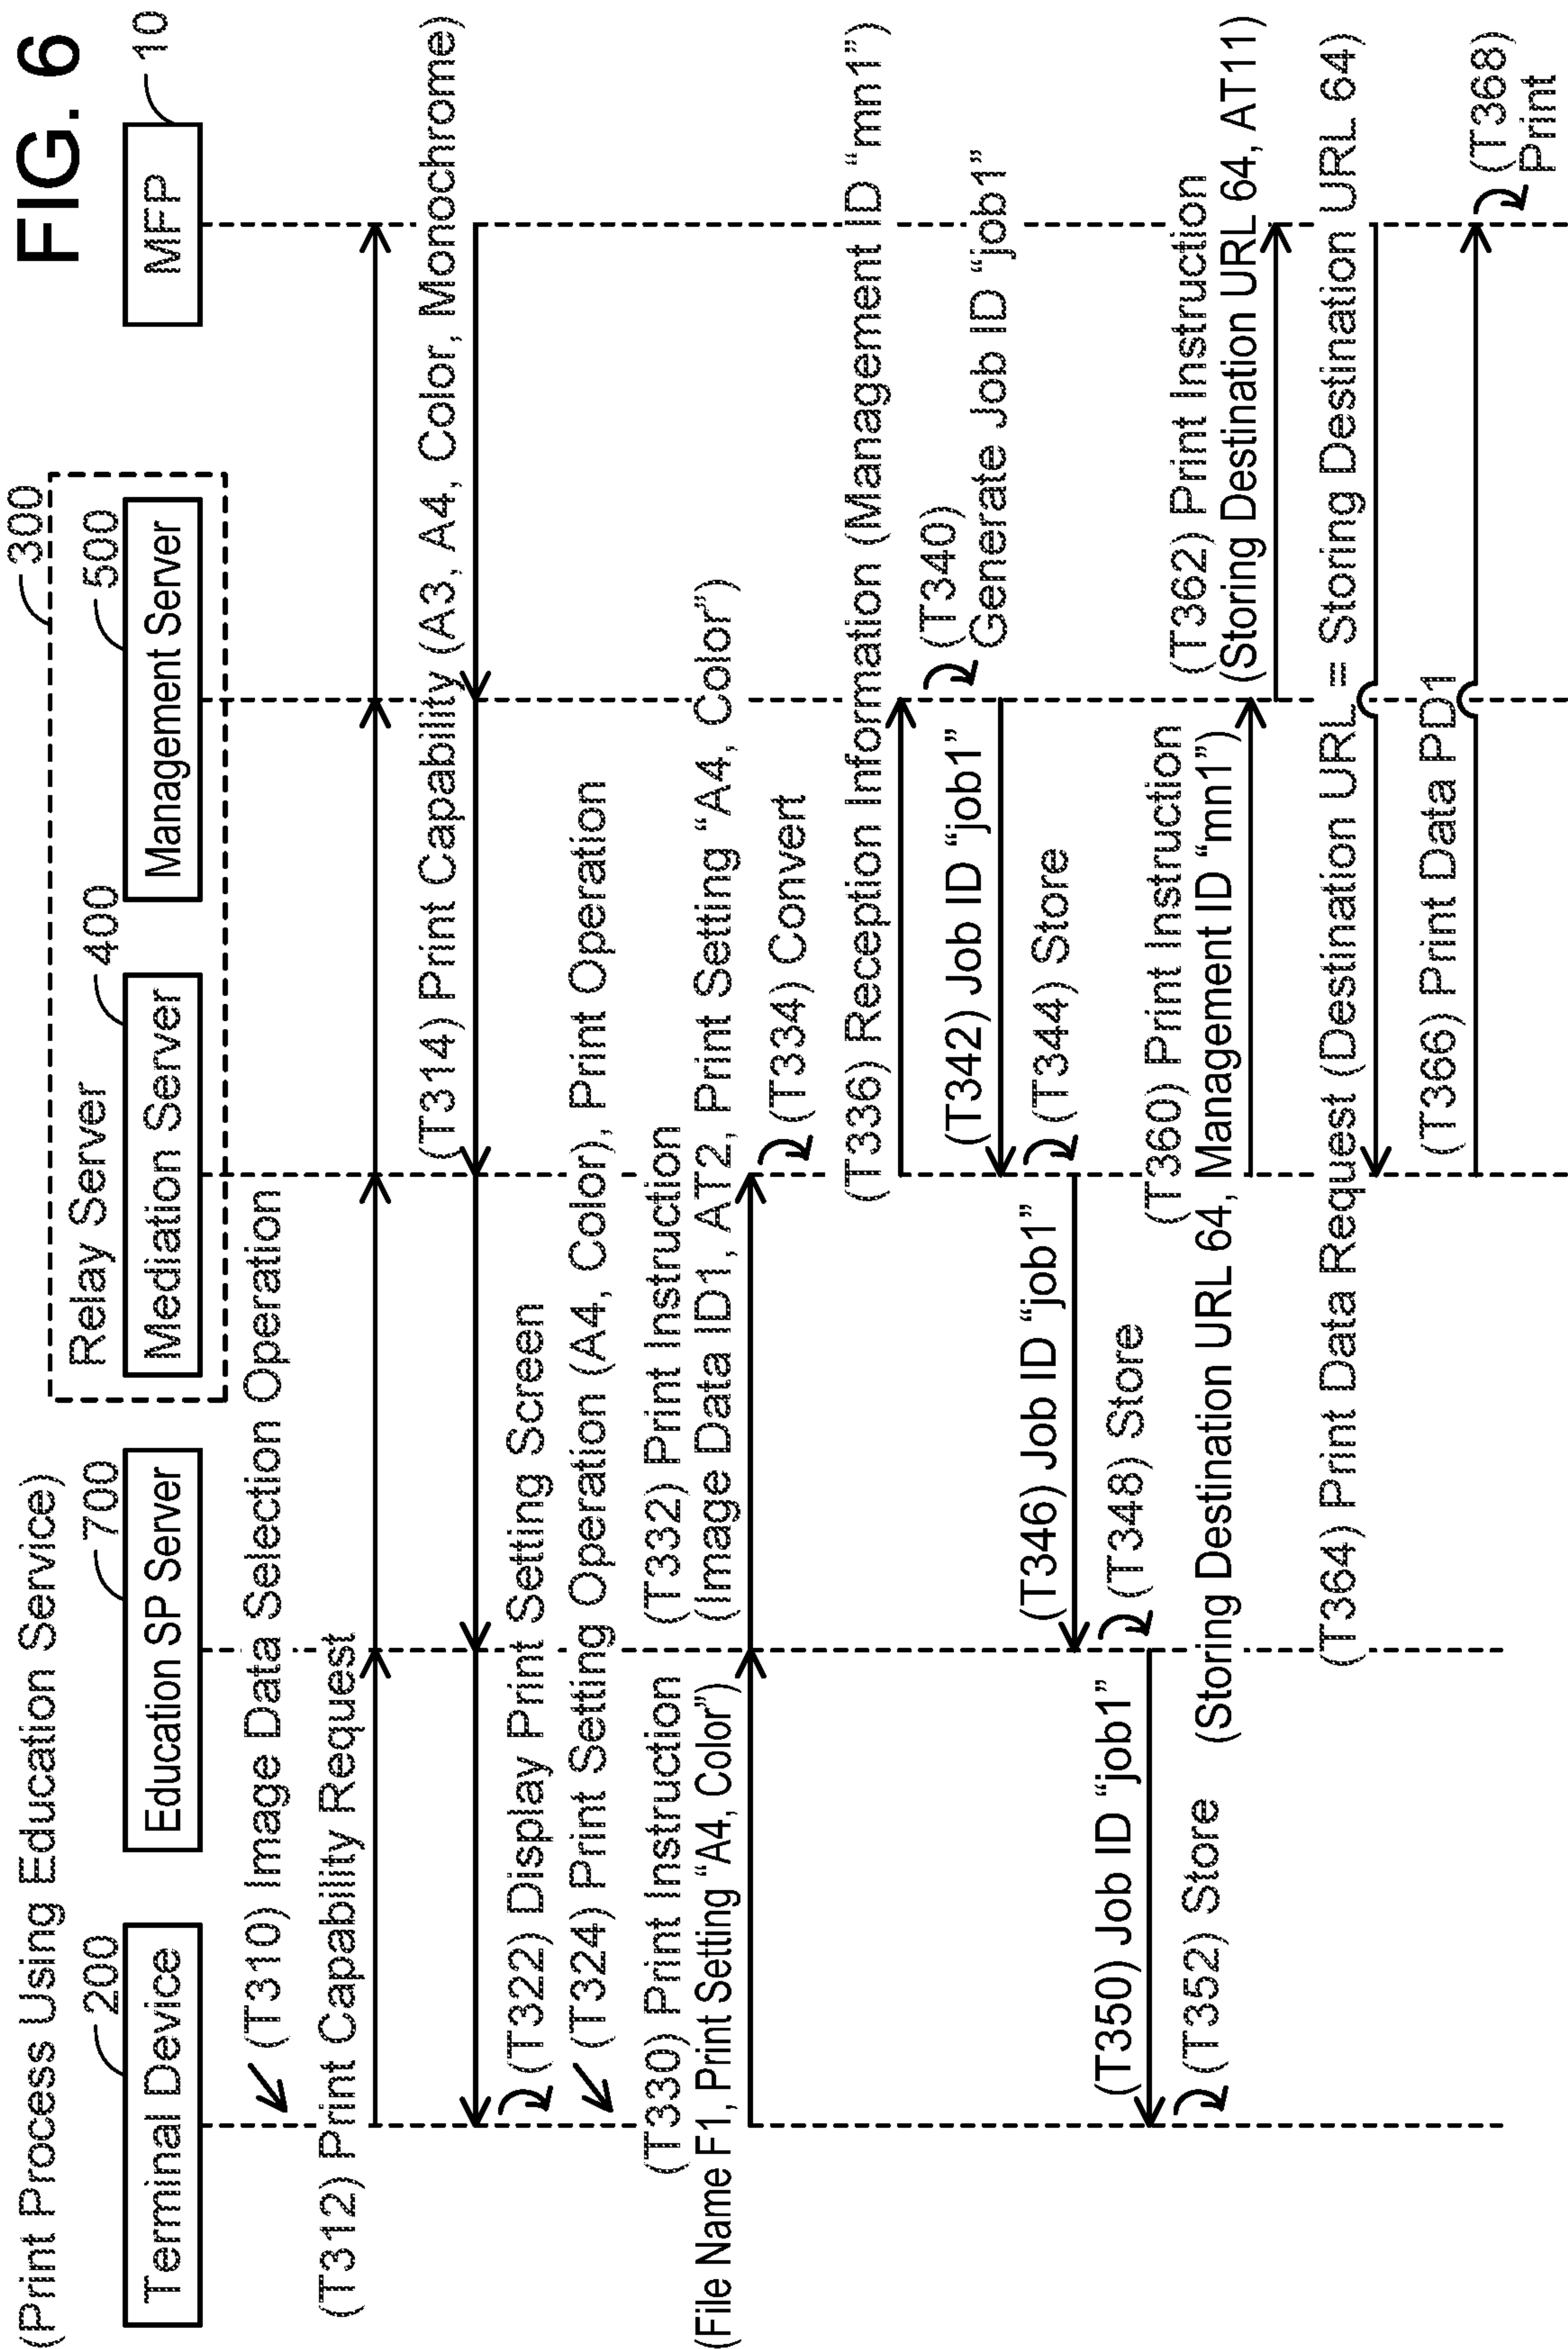 FIG. 6
(Print Process Using Education Service)
300
Relay Server
200
700
400
500
10
Terminal Device
Education SP Server
Mediation Server
Management Server
MFP
(T310) Image Data Selection Operation
(T312) Print Capability Request
(T314) Print Capability (A3, A4, Color, Monochrome)
(T322) Display Print Setting Screen
(T324) Print Setting Operation (A4, Color), Print Operation
(T330) Print Instruction
(File Name F1, Print Setting “A4, Color”)
(T332) Print Instruction
(Image Data ID1, AT2, Print Setting “A4, Color”)
(T334) Convert
(T336) Reception Information (Management ID “mn1”)
(T340)
Generate Job ID “job1”
(T342) Job ID “job1”
(T344) Store
(T346) Job ID “job1”
(T348) Store
(T350) Job ID “job1”
(T352) Store
(T360) Print Instruction
(Storing Destination URL 64, Management ID “mn1”)
(T362) Print Instruction
(Storing Destination URL 64, AT11)
(T364) Print Data Request (Destination URL = Storing Destination URL 64)
(T366) Print Data PD1
(T368)
Print